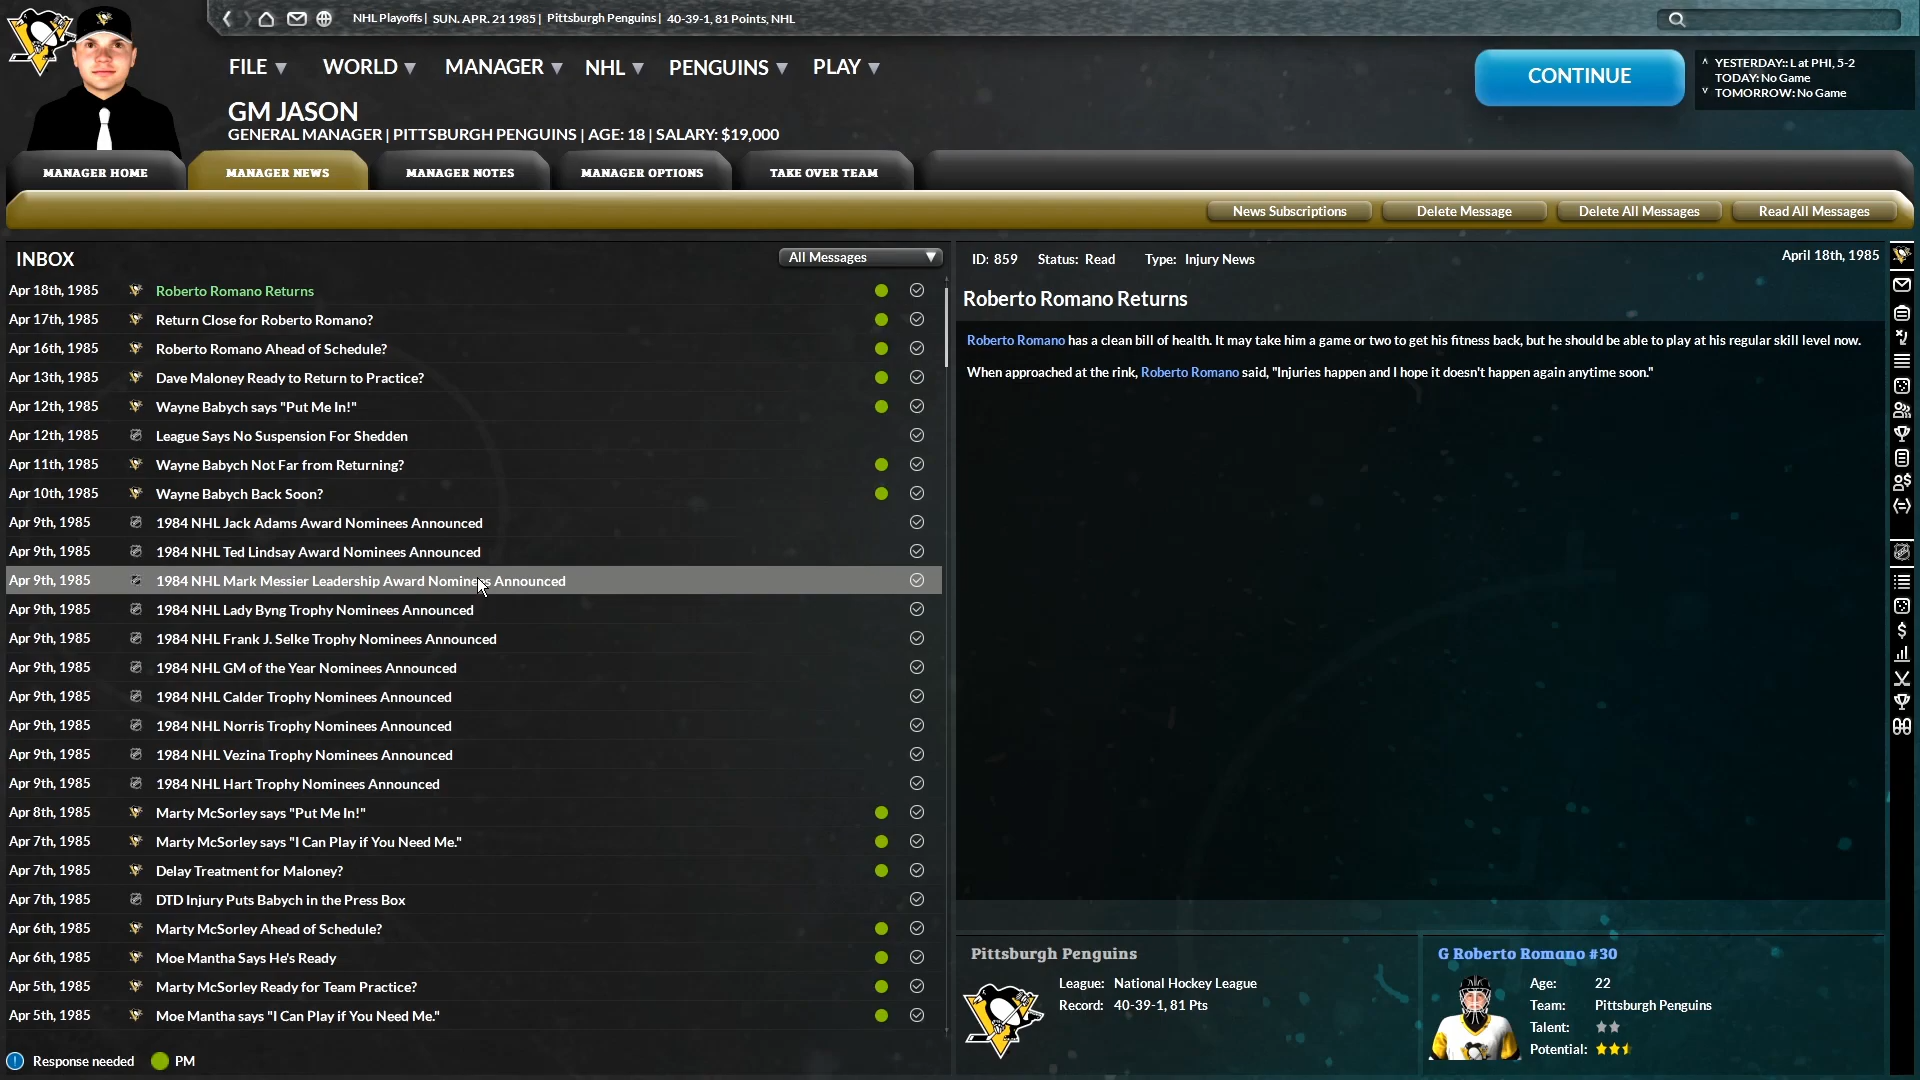 NHL Playoffs| SUN. APR. 21 1985| Pittsburgh Penguins| 40-39-1, 81 Points, NHL
FILE WORLD MANAGER NHL PENGUINS PLAY
CONTINUE
YESTERDAY:: L at PHI, 5-2
TODAY: No Game
TOMORROW: No Game
GM JASON
GENERAL MANAGER | PITTSBURGH PENGUINS | AGE: 18 | SALARY: $19,000
MANAGER HOME MANAGER NEWS MANAGER NOTES MANAGER OPTIONS TAKE OVER TEAM
News Subscriptions Delete Message Delete All Messages Read All Messages
INBOX All Messages
Apr 18th, 1985 Roberto Romano Returns
Apr 17th, 1985 Return Close for Roberto Romano?
Apr 16th, 1985 Roberto Romano Ahead of Schedule?
Apr 13th, 1985 Dave Maloney Ready to Return to Practice?
Apr 12th, 1985 Wayne Babych says "Put Me In!"
Apr 12th, 1985 League Says No Suspension For Shedden
Apr 11th, 1985 Wayne Babych Not Far from Returning?
Apr 10th, 1985 Wayne Babych Back Soon?
Apr 9th, 1985 1984 NHL Jack Adams Award Nominees Announced
Apr 9th, 1985 1984 NHL Ted Lindsay Award Nominees Announced
Apr 9th, 1985 1984 NHL Mark Messier Leadership Award Nominees Announced
Apr 9th, 1985 1984 NHL Lady Byng Trophy Nominees Announced
Apr 9th, 1985 1984 NHL Frank J. Selke Trophy Nominees Announced
Apr 9th, 1985 1984 NHL GM of the Year Nominees Announced
Apr 9th, 1985 1984 NHL Calder Trophy Nominees Announced
Apr 9th, 1985 1984 NHL Norris Trophy Nominees Announced
Apr 9th, 1985 1984 NHL Vezina Trophy Nominees Announced
Apr 9th, 1985 1984 NHL Hart Trophy Nominees Announced
Apr 8th, 1985 Marty McSorley says "Put Me In!"
Apr 7th, 1985 Marty McSorley says "I Can Play if You Need Me."
Apr 7th, 1985 Delay Treatment for Maloney?
Apr 7th, 1985 DTD Injury Puts Babych in the Press Box
Apr 6th, 1985 Marty McSorley Ahead of Schedule?
Apr 6th, 1985 Moe Mantha Says He's Ready
Apr 5th, 1985 Marty McSorley Ready for Team Practice?
Apr 5th, 1985 Moe Mantha says "I Can Play if You Need Me."
Response needed PM
ID: 859 Status: Read Type: Injury News April 18th, 1985
Roberto Romano Returns
Roberto Romano has a clean bill of health. It may take him a game or two to get his fitness back, but he should be able to play at his regular skill level now.
When approached at the rink, Roberto Romano said, "Injuries happen and I hope it doesn't happen again anytime soon."
Pittsburgh Penguins
League: National Hockey League
Record: 40-39-1, 81 Pts
G Roberto Romano #30
Age: 22
Team: Pittsburgh Penguins
Talent:
Potential: